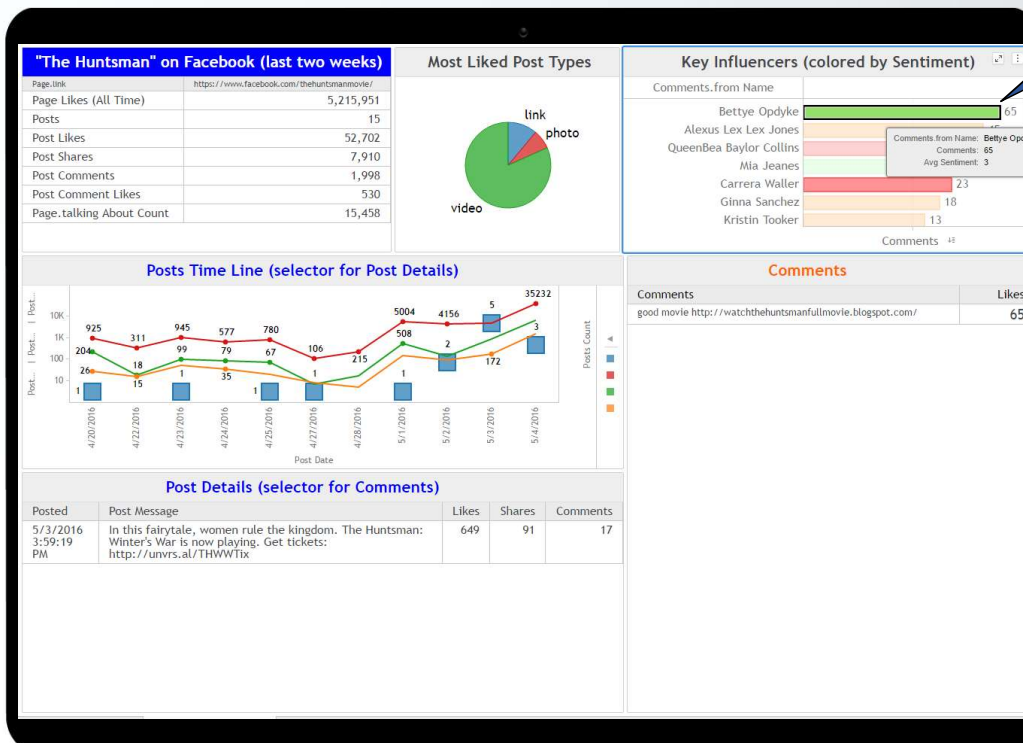 "The Huntsman" on Facebook (last two weeks)
Page.link https://www.facebook.com/thehuntsmanmovie/
Page Likes (All Time) 5,215,951
Posts 15
Post Likes 52,702
Post Shares 7,910
Post Comments 1,998
Post Comment Likes 530
Page.talking About Count 15,458
Most Liked Post Types
link
photo
video
Key Influencers (colored by Sentiment)
Comments.from Name
Bettye Opdyke 65
Alexus Lex Lex Jones
QueenBea Baylor Collins
Mia Jeanes
Carrera Waller 23
Ginna Sanchez 18
Kristin Tooker 13
Comments
Comments.from Name: Bettye Opd
Comments: 65
Avg Sentiment: 3
Posts Time Line (selector for Post Details)
Post... | Post... | Post...
10K
1K
100
10
925 311 945 577 780 106 215 5004 4156 5 35232
204 18 99 79 67 1 508 2 3
26 15 1 35 172
1 1 1
4/20/2016 4/22/2016 4/23/2016 4/24/2016 4/25/2016 4/27/2016 4/28/2016 5/1/2016 5/2/2016 5/3/2016 5/4/2016
Post Date
Posts Count
Comments
Comments Likes
good movie http://watchthehuntsmanfullmovie.blogspot.com/ 65
Post Details (selector for Comments)
Posted Post Message Likes Shares Comments
5/3/2016 In this fairytale, women rule the kingdom. The Huntsman: 649 91 17
3:59:19 Winter's War is now playing. Get tickets:
PM http://unvrs.al/THWWTix